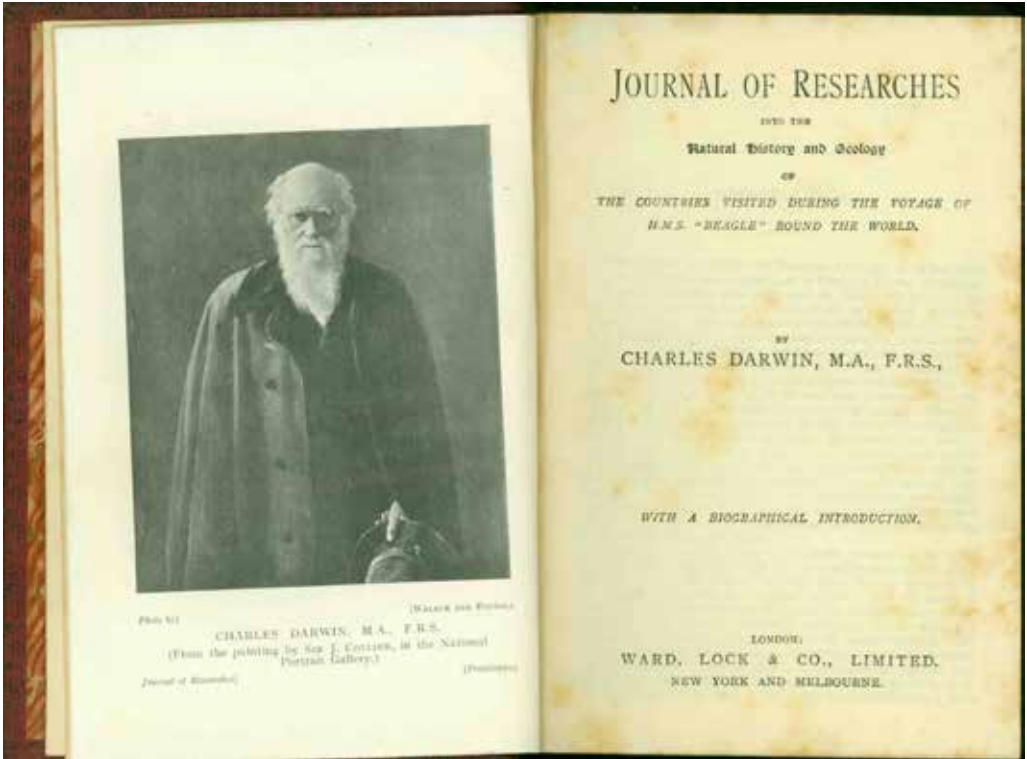 Photo by]
[WALKER AND
CHARLES DARWIN, M.A., F.R.S.
(From the painting by SIR J. COLLIER, in the National
Portrait Gallery.)
Journal of Researches]
[Frontispiece
JOURNAL OF RESEARCHES
INTO THE
Natural History and Geology
OF
THE COUNTRIES VISITED DURING THE VOYAGE OF
H.M.S. "BEAGLE" ROUND THE WORLD.
BY
CHARLES DARWIN, M.A., F.R.S.,
WITH A BIOGRAPHICAL INTRODUCTION.
LONDON:
WARD, LOCK & CO., LIMITED.
NEW YORK AND MELBOURNE.